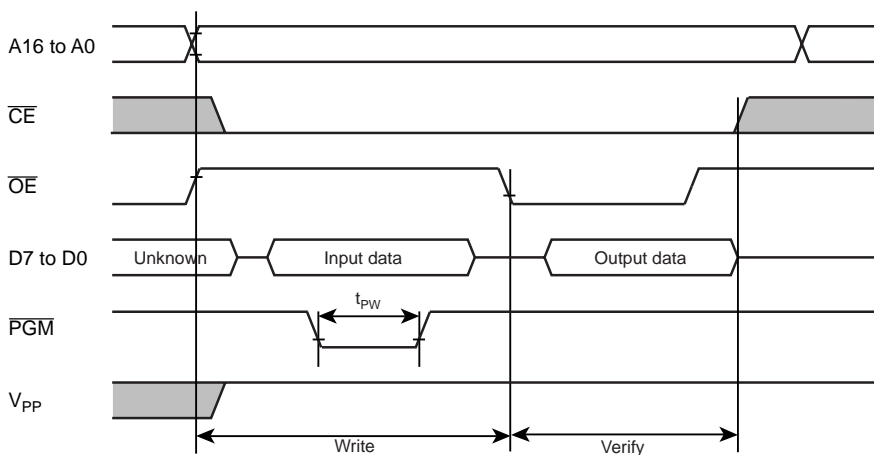 A16 to A0
CE
OE
D7 to D0 Unknown Input data Output data
tPW
PGM
VPP
Write Verify